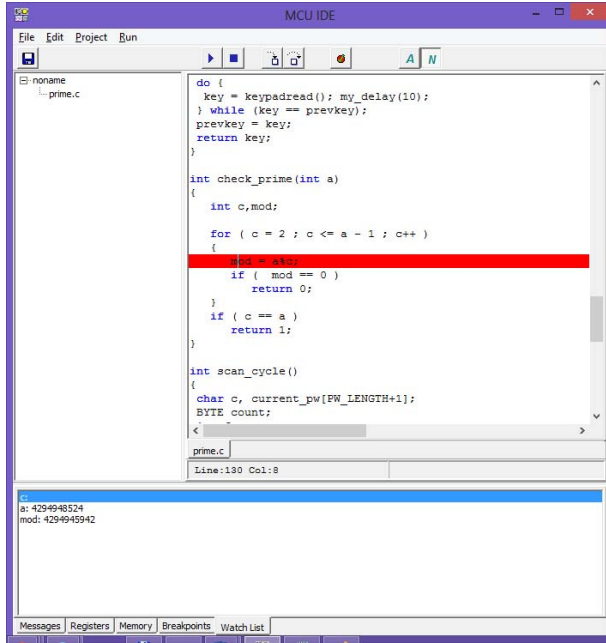 MCU IDE
File Edit Project Run
A N
noname
prime.c
do {
key = keypadread(); my_delay(10);
} while (key == prevkey);
prevkey = key;
return key;
}
int check_prime(int a)
{
int c,mod;
for ( c = 2 ; c <= a - 1 ; c++ )
{
mod = a%c;
if ( mod == 0 )
return 0;
}
if ( c == a )
return 1;
}
int scan_cycle()
{
char c, current_pw[PW_LENGTH+1];
BYTE count;
prime.c
Line:130 Col:8
c:
a: 4294948524
mod: 4294945942
Messages Registers Memory Breakpoints Watch List